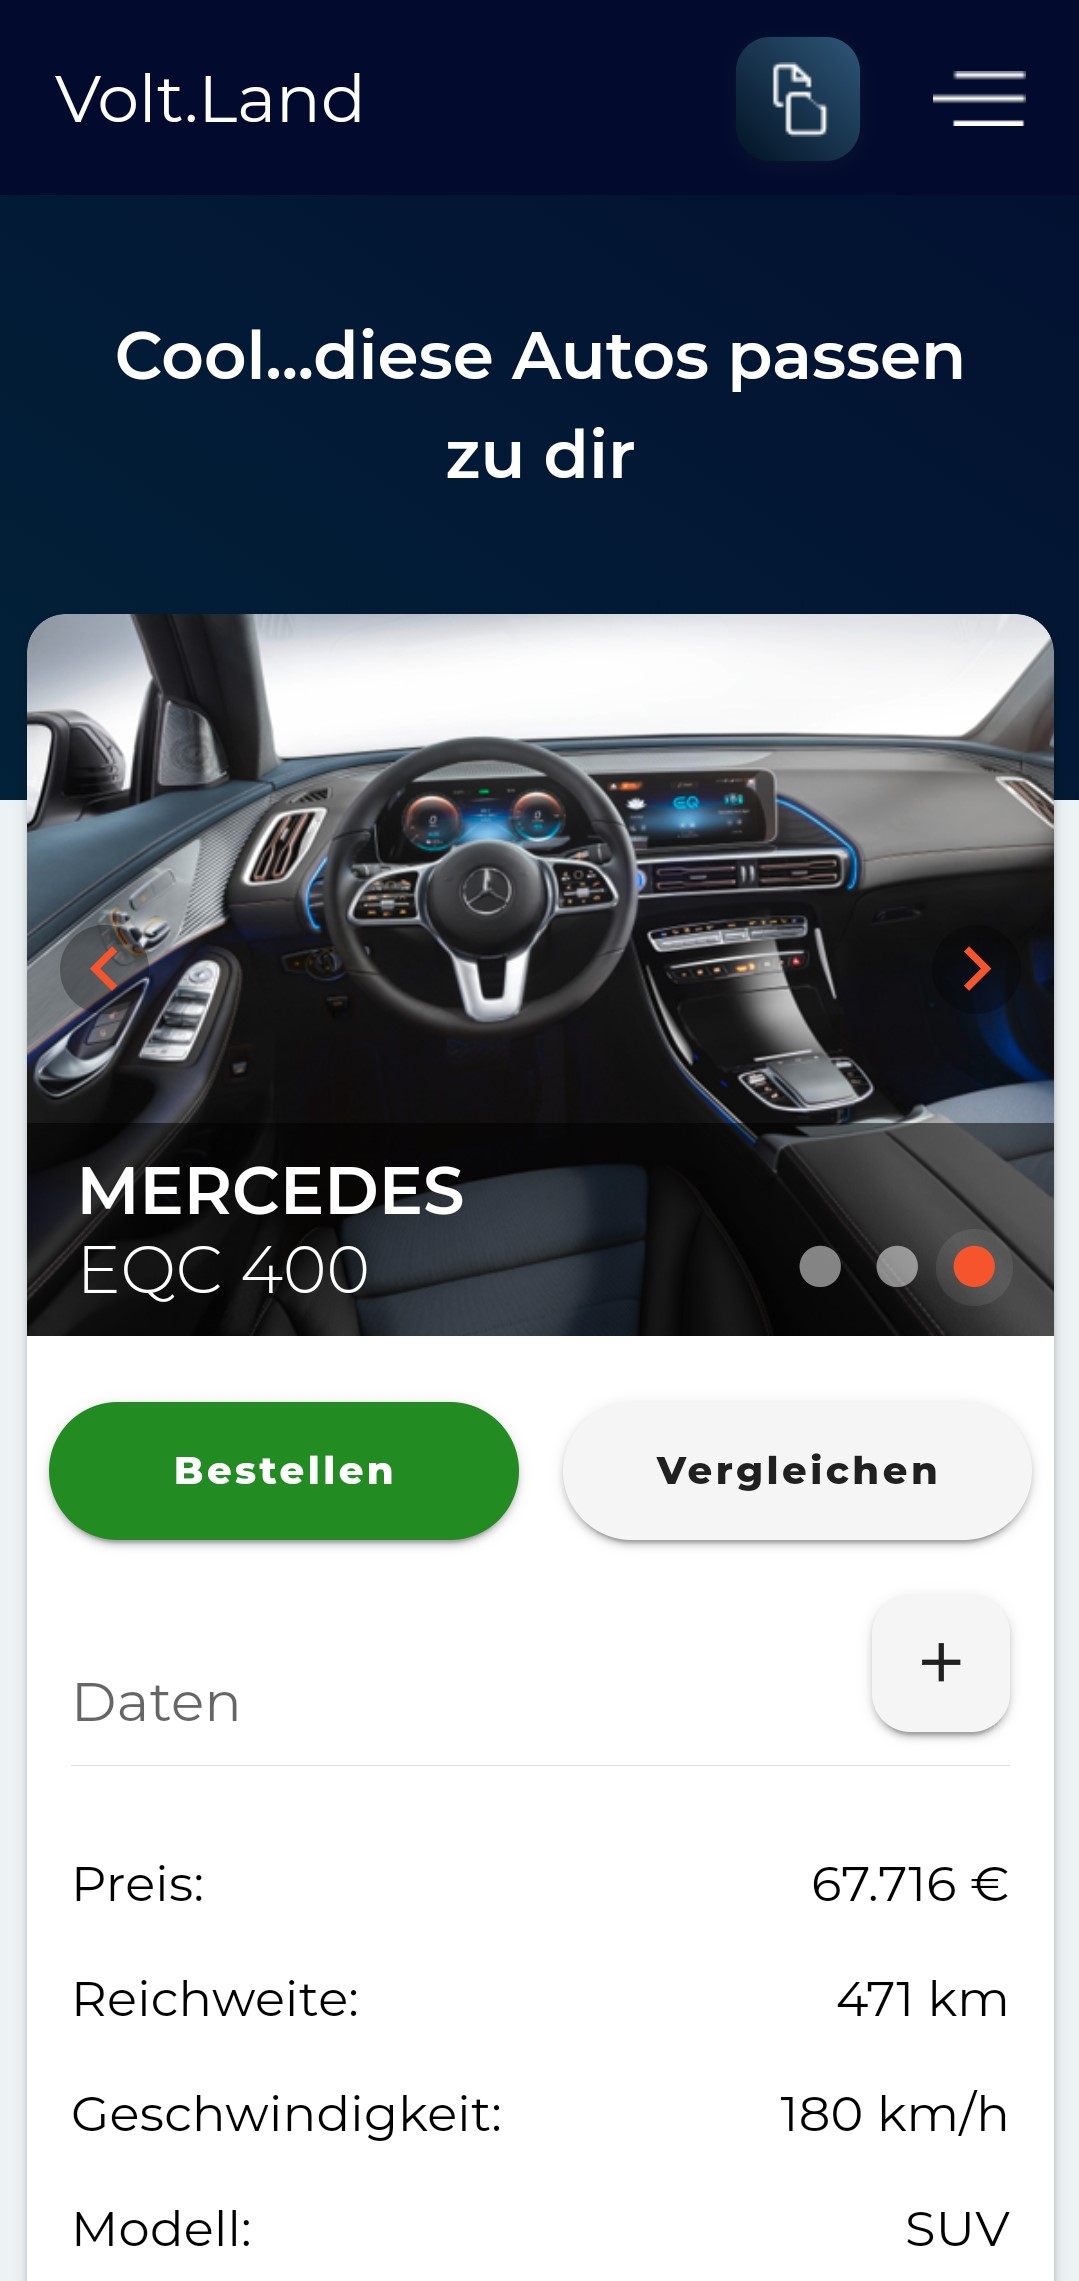 Volt.Land
Cool...diese Autos passen
zu dir
EQ
MERCEDES
EQC 400
Bestellen
Vergleichen
Daten
Preis: 67.716 €
Reichweite: 471 km
Geschwindigkeit: 180 km/h
Modell: SUV